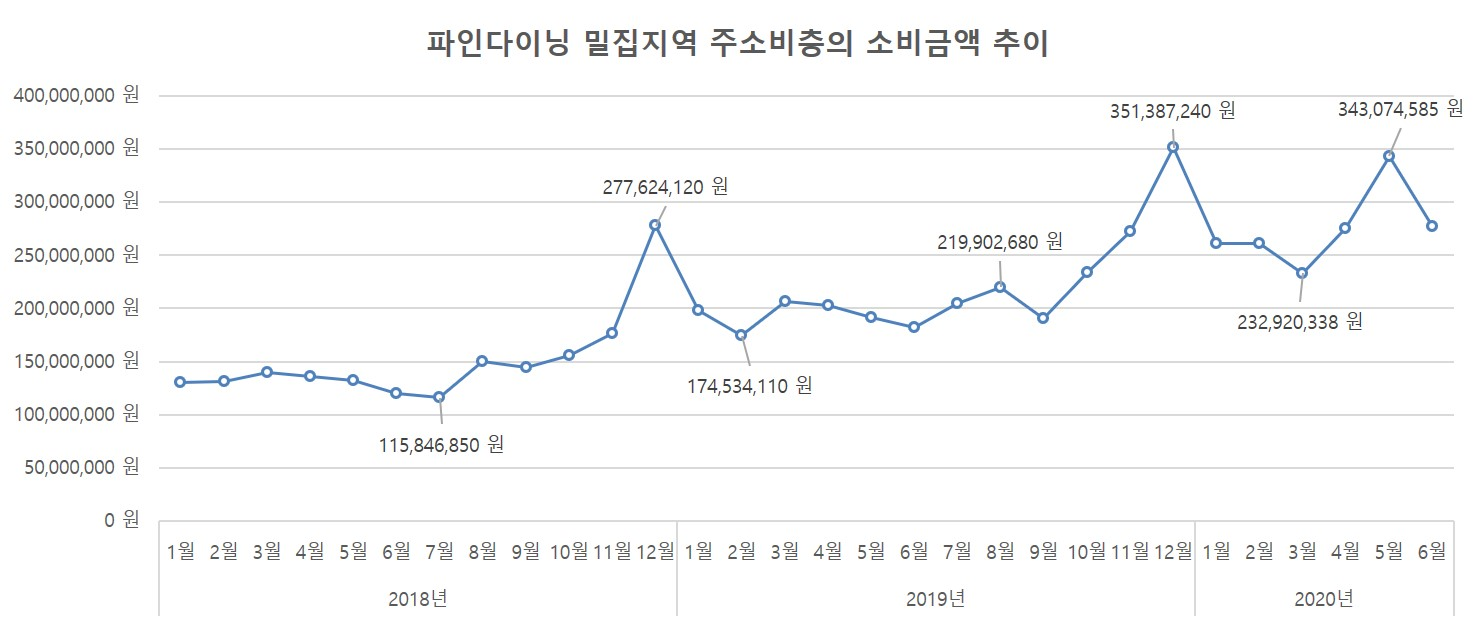 파인다이닝 밀집지역 주소비층의 소비금액 추이
400,000,000 원
350,000,000 원
300,000,000 원
250,000,000 원
200,000,000 원
150,000,000 원
100,000,000 원
50,000,000 원
0 원
115,846,850 원
277,624,120 원
174,534,110 원
219,902,680 원
351,387,240 원
232,920,338 원
343,074,585 원
1월 2월 3월 4월 5월 6월 7월 8월 9월 10월 11월 12월 1월 2월 3월 4월 5월 6월 7월 8월 9월 10월 11월 12월 1월 2월 3월 4월 5월 6월
2018년 2019년 2020년